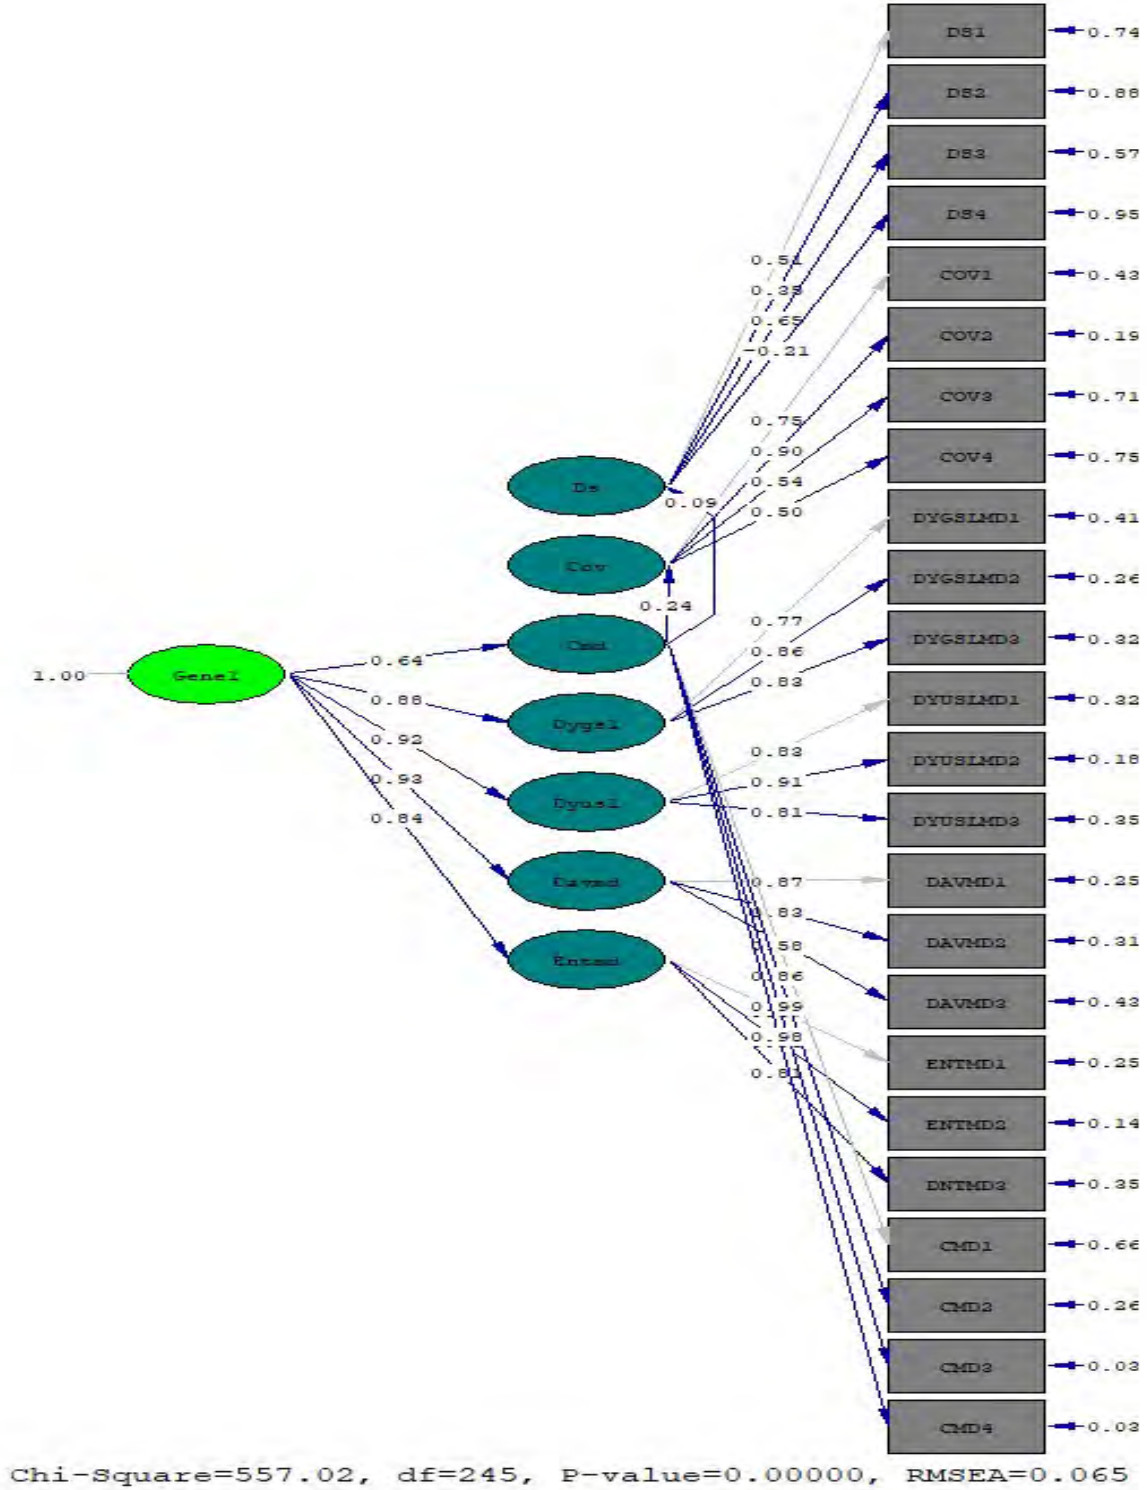 DS1 0.74
DS2 0.88
DS3 0.57
DS4 0.95
0.51
COV1 0.43
0.65
COV2 0.19
-0.21
COV3 0.71
0.75
0.90
COV4 0.75
0.54
Ds
0.09
0.50
DYGSLMD1 0.41
Cov
DYGSLMD2 0.26
0.24
0.77
DYGSLMD3 0.32
0.86
1.00
0.64
0.83
0.88
DYUSLMD1 0.32
0.92
0.83
DYUSLMD2 0.18
0.93
0.91
0.84
0.81
DYUSLMD3 0.35
0.87
DAVMD1 0.25
.83
DAVMD2 0.31
.58
DAVMD3 0.43
0.86
0.99
ENTMD1 0.25
0.98
ENTMD2 0.14
DNTMD3 0.35
CMD1 0.66
CMD2 0.26
CMD3 0.03
CMD4 0.03
Chi-Square=557.02, df=245, P-value=0.00000, RMSEA=0.065